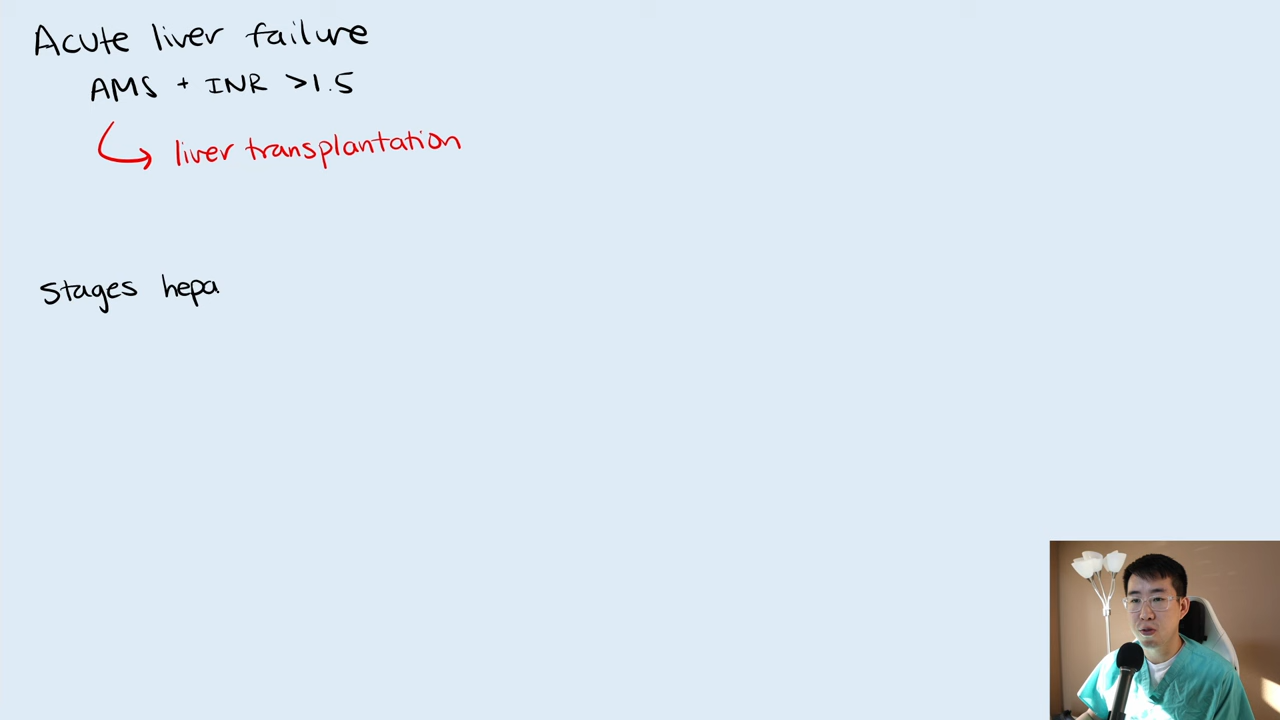 Acute liver failure
AMS + INR >1.5
liver transplantation
stages hepa